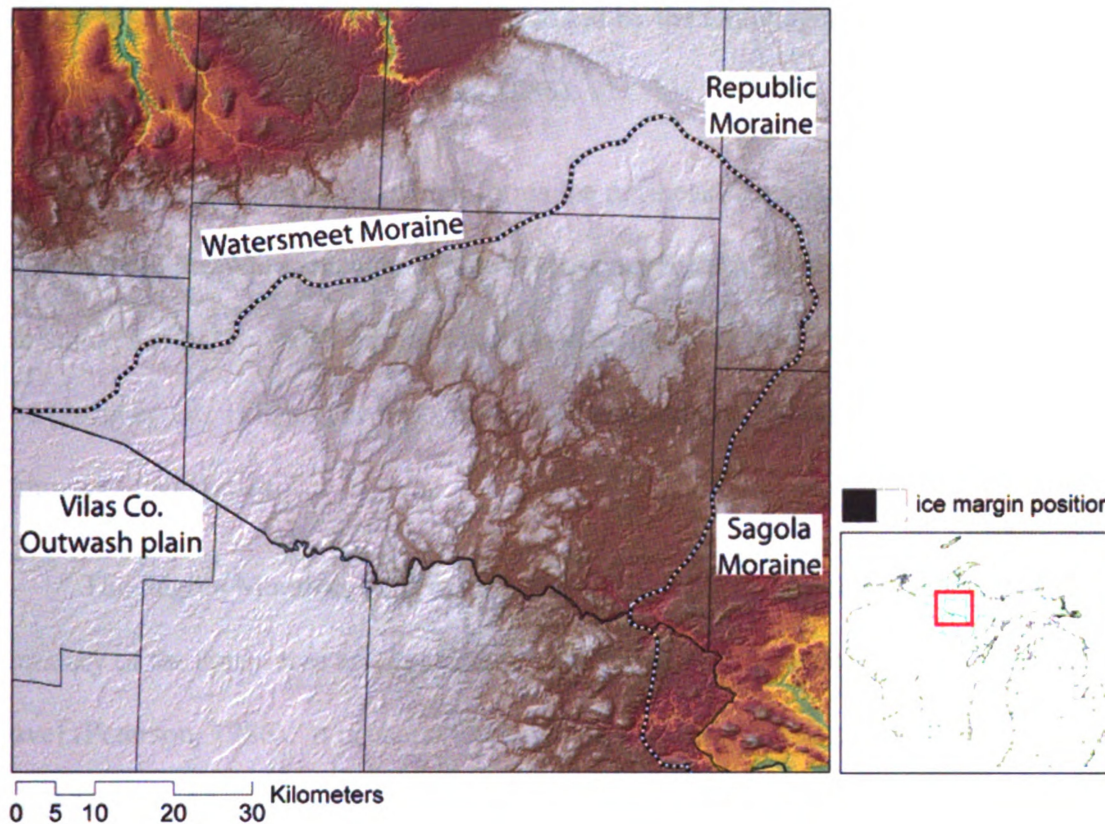 Republic
Moraine
Watersmeet Moraine
Vilas Co.
Outwash plain
Sagola
Moraine
ice margin position
Kilometers
0 5 10 20 30